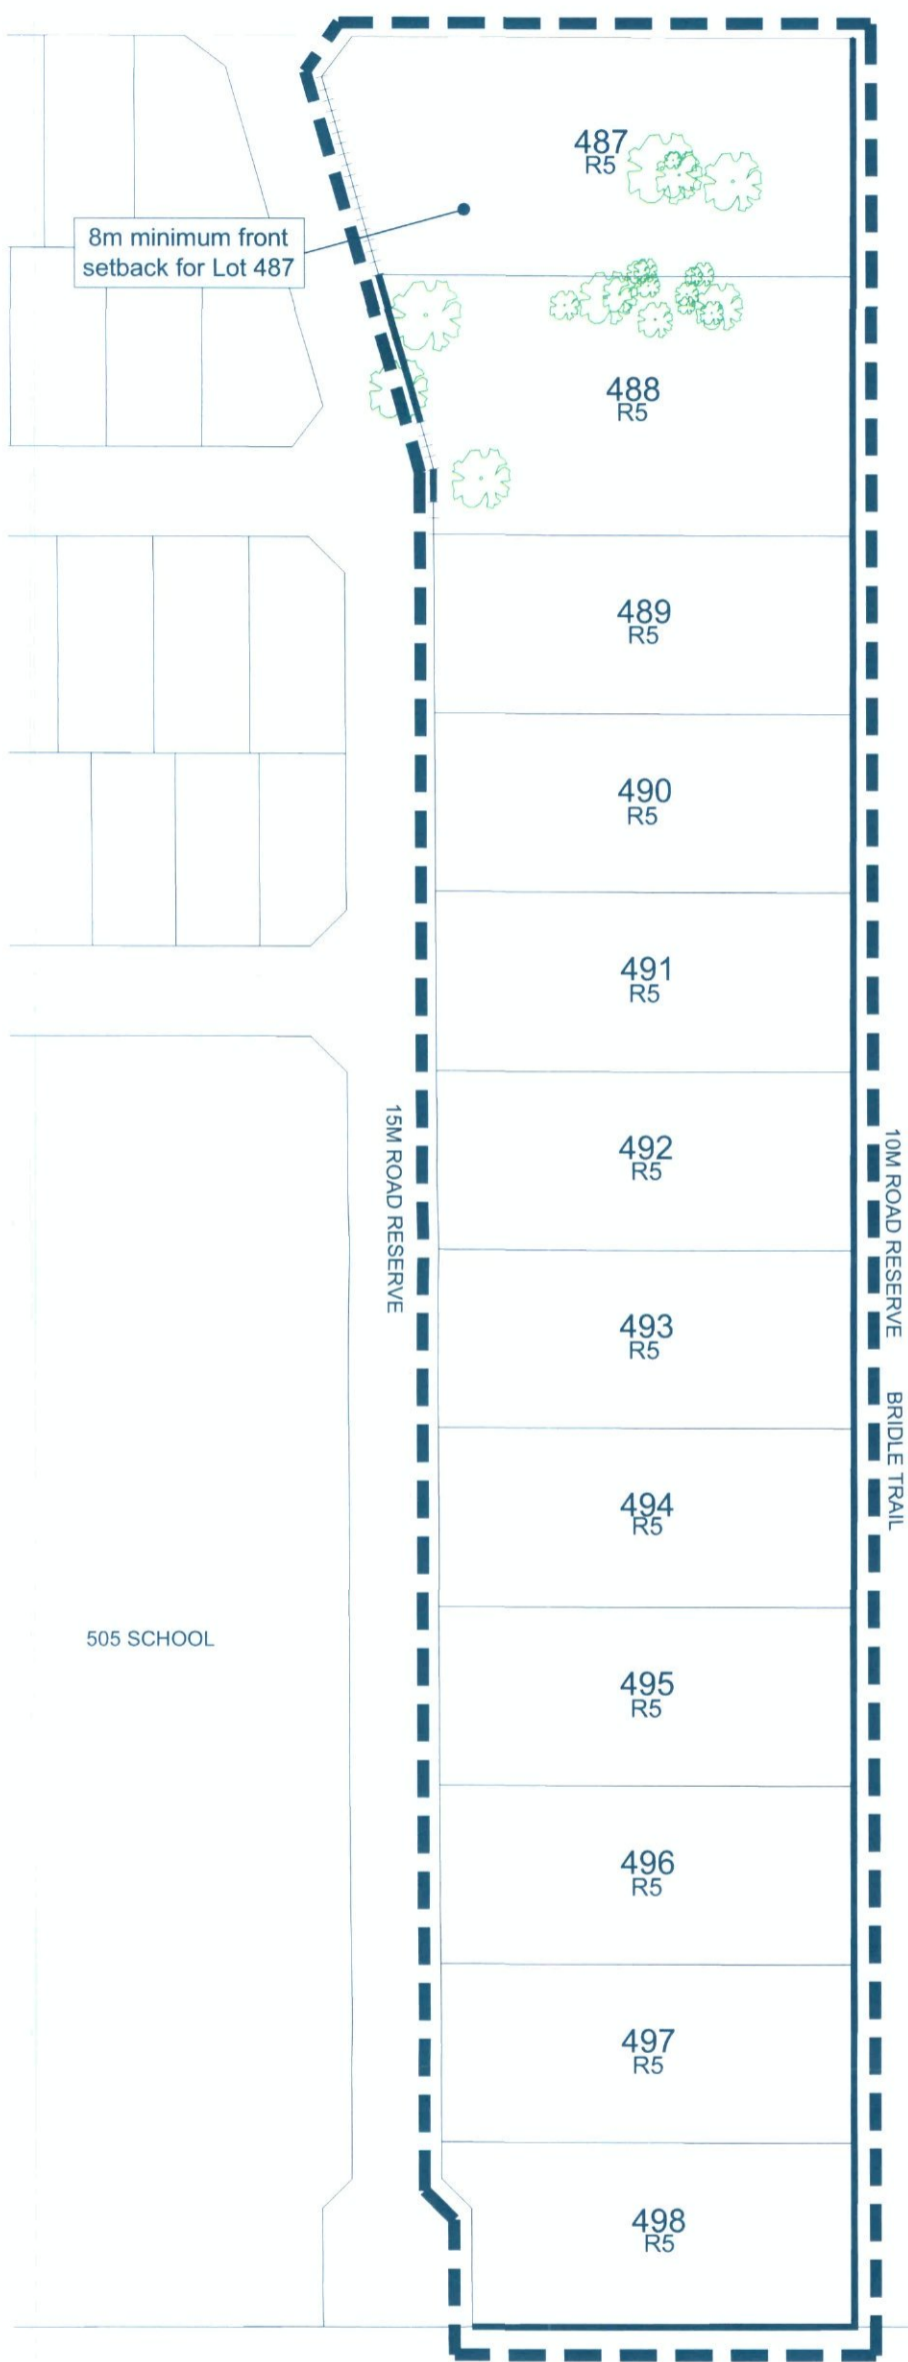 487
R5
8m minimum front
setback for Lot 487
488
R5
489
R5
490
R5
491
R5
492
R5
15M ROAD RESERVE
10M ROAD RESERVE BRIDLE TRAIL
493
R5
494
R5
505 SCHOOL
495
R5
496
R5
497
R5
498
R5